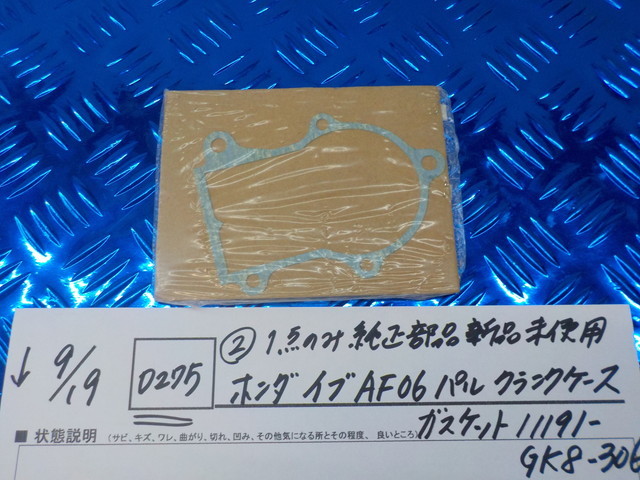 ↓ 9/19 D275 ② 1点のみ 純正部品 新品 未使用
ホンダ イブ AF06 パル クランクケース
ガスケット 11191-
GK8-306
■ 状態説明 (サビ、キズ、ワレ、曲がり、切れ、凹み、その他気になる所とその程度、良いところ)